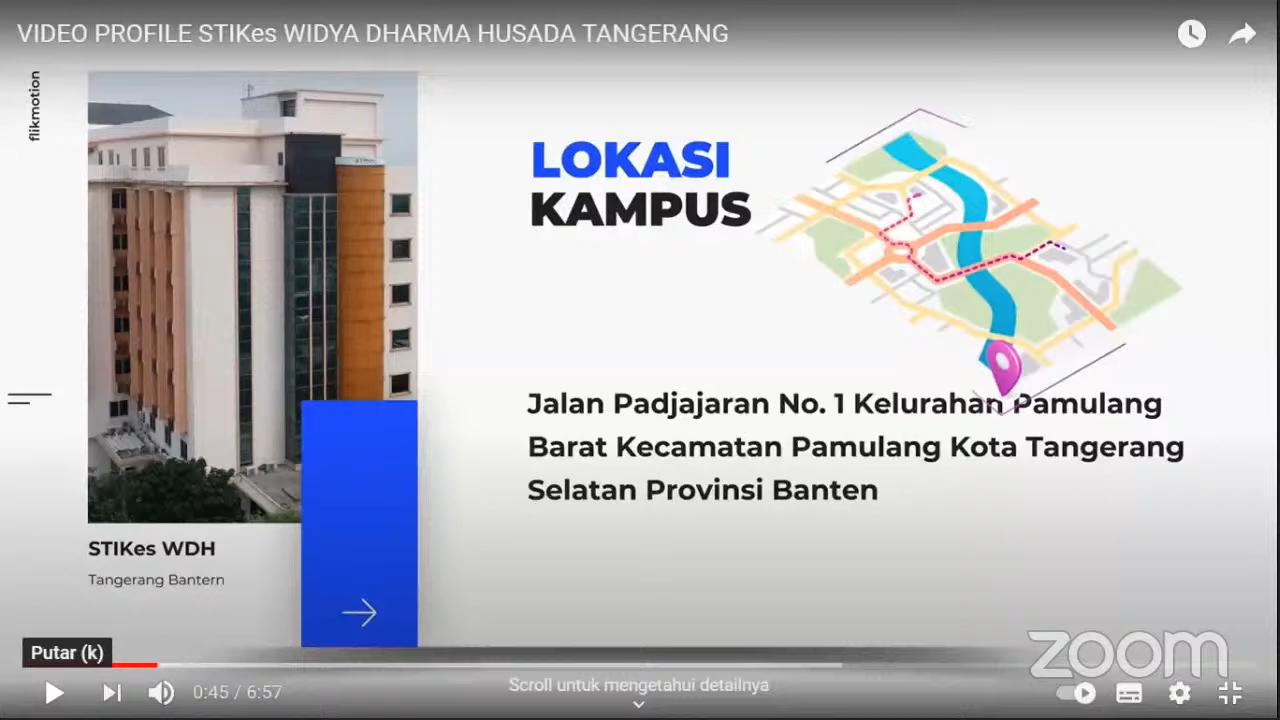 VIDEO PROFILE STIKes WIDYA DHARMA HUSADA TANGERANG
flikmotion
LOKASI
KAMPUS
Jalan Padjajaran No. 1 Kelurahan Pamulang
Barat Kecamatan Pamulang Kota Tangerang
Selatan Provinsi Banten
STIKes WDH
Tangerang Bantern
Putar (k)
zoom
0:45 / 6:57
Scroll untuk mengetahui detailnya